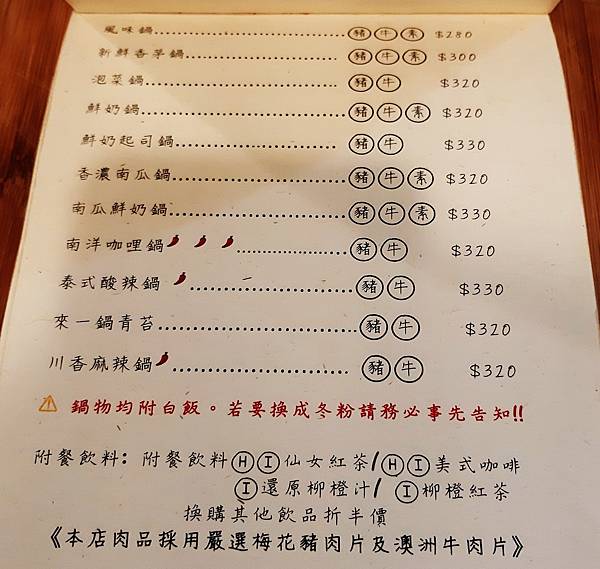 風味鍋........................豬 牛 素 $280
新鮮香茅鍋........................豬 牛 素 $300
泡菜鍋........................豬 牛 $320
鮮奶鍋........................豬 牛 素 $320
鮮奶起司鍋........................豬 牛 $330
香濃南瓜鍋........................豬 牛 素 $320
南瓜鮮奶鍋........................豬 牛 素 $330
南洋咖哩鍋........................豬 牛 $320
泰式酸辣鍋........................豬 牛 $330
來一鍋青苔........................豬 牛 $320
川香麻辣鍋........................豬 牛 $320
鍋物均附白飯。若要換成冬粉請務必事先告知!!
附餐飲料: 附餐飲料 H I 仙女紅茶/ H I 美式咖啡
I 還原柳橙汁/ I 柳橙紅茶
換購其他飲品折半價
《本店肉品採用嚴選梅花豬肉片及澳洲牛肉片》